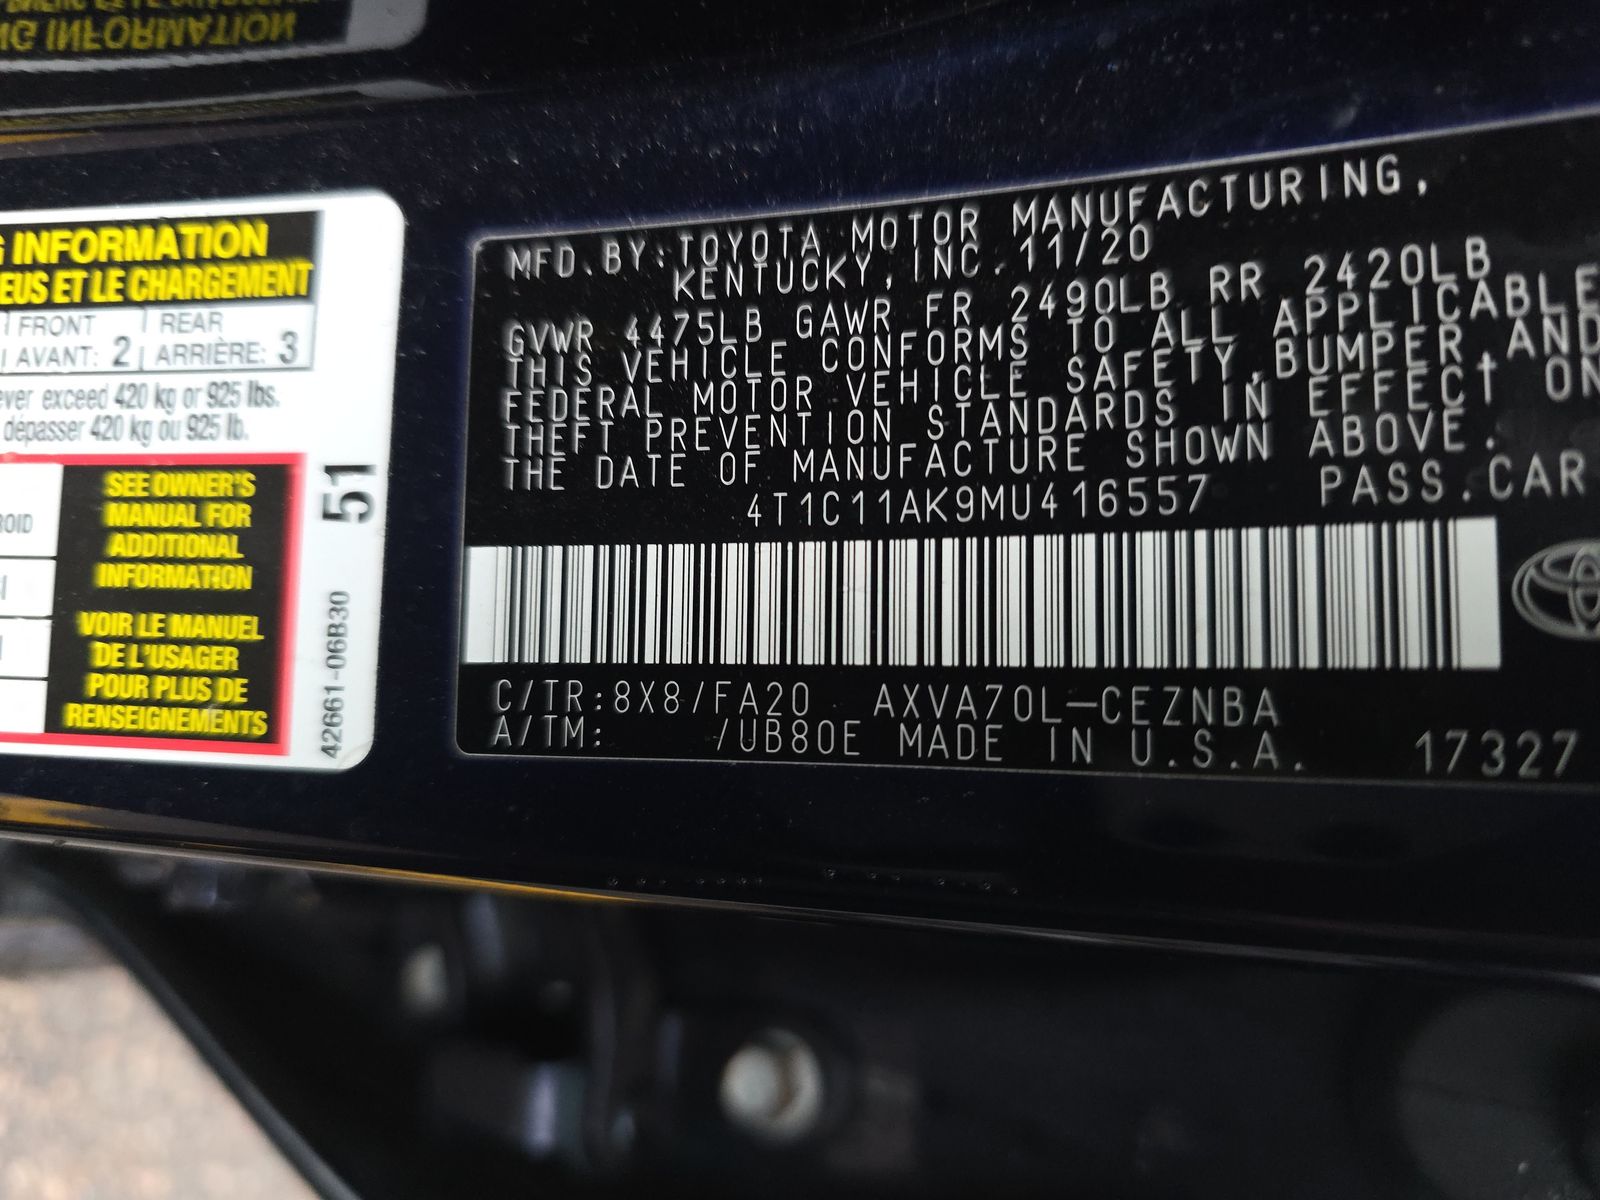 G INFORMATION
EUS ET LE CHARGEMENT
FRONT REAR
AVANT: 2 ARRIÈRE: 3
ever exceed 420 kg or 925 lbs.
dépasser 420 kg ou 925 lb.
SEE OWNER'S
MANUAL FOR
ADDITIONAL
INFORMATION
VOIR LE MANUEL
DE L'USAGER
POUR PLUS DE
RENSEIGNEMENTS
51
42661-06B30
MFD.BY:TOYOTA MOTOR MANUFACTURING,
KENTUCKY,INC.11/20
GVWR 4475LB GAWR FR 2490LB RR 2420LB
THIS VEHICLE CONFORMS TO ALL APPLICABLE
FEDERAL MOTOR VEHICLE SAFETY,BUMPER,AND
THEFT PREVENTION STANDARDS IN EFFECT ON
THE DATE OF MANUFACTURE SHOWN ABOVE.
4T1C11AK9MU416557 PASS.CAR
C/TR:8X8/FA20 AXVA70L-CEZNBA
A/TM: /UB80E MADE IN U.S.A. 17327